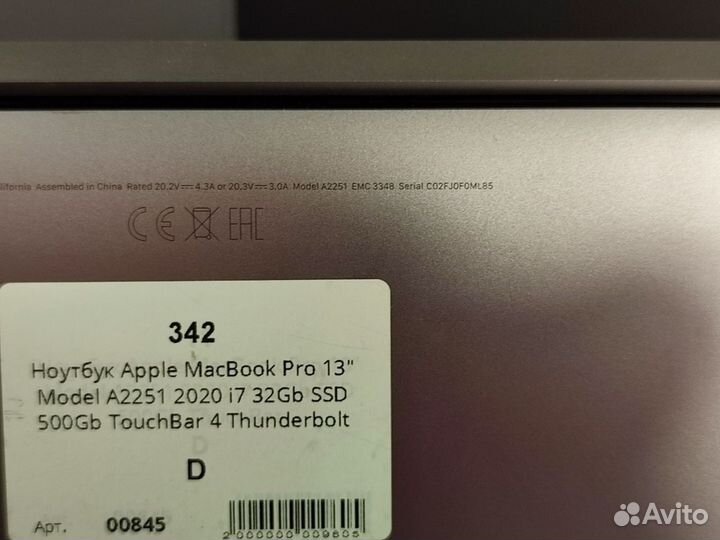 lifornia Assembled in China Rated 20.2V⎓4.3A or 20.3V⎓3.0A Model A2251 EMC 3348 Serial C02FJ0F0ML85
CE EAC
342
Ноутбук Apple MacBook Pro 13"
Model A2251 2020 i7 32Gb SSD
500Gb TouchBar 4 Thunderbolt
D
Арт. 00845
2000000009805
Avito